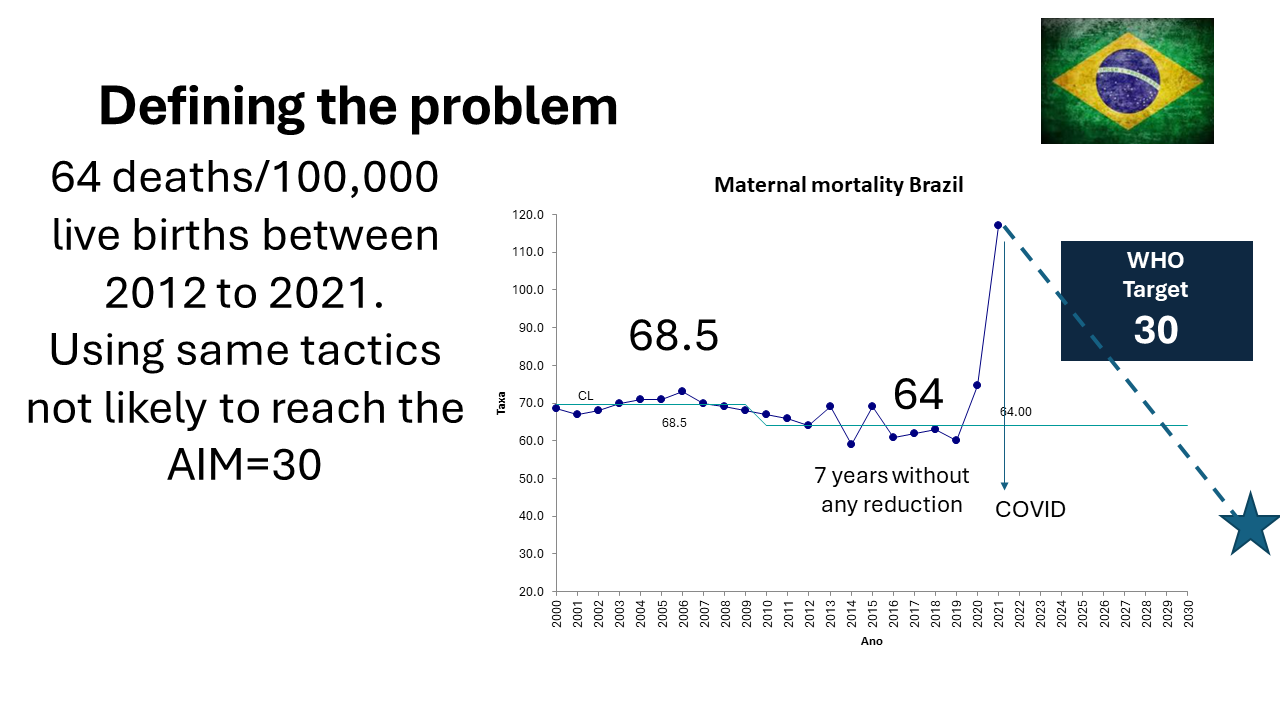 Defining the problem
64 deaths/100,000
live births between
2012 to 2021.
Using same tactics
not likely to reach the
AIM=30
Maternal mortality Brazil
120.0
110.0
100.0
90.0
80.0
70.0
60.0
50.0
40.0
30.0
20.0
Taxa
CL
68.5
68.5
64
64.00
7 years without
any reduction
COVID
WHO
Target
30
2000
2001
2002
2003
2004
2005
2006
2007
2008
2009
2010
2011
2012
2013
2014
2015
2016
2017
2018
2019
2020
2021
2022
2023
2024
2025
2026
2027
2028
2029
2030
Ano